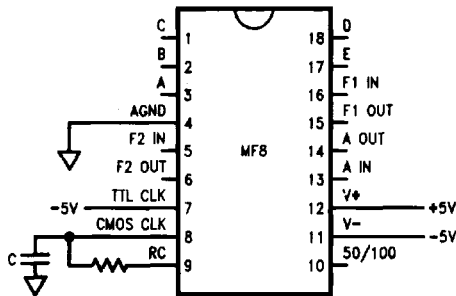 C 1 18 D
B 2 17 E
A 3 16 F1 IN
AGND 4 15 F1 OUT
F2 IN 5 MF8 14 A OUT
F2 OUT 6 13 A IN
-5V TTL CLK 7 12 V+ +5V
CMOS CLK 8 11 V- -5V
C RC 9 10 50/100